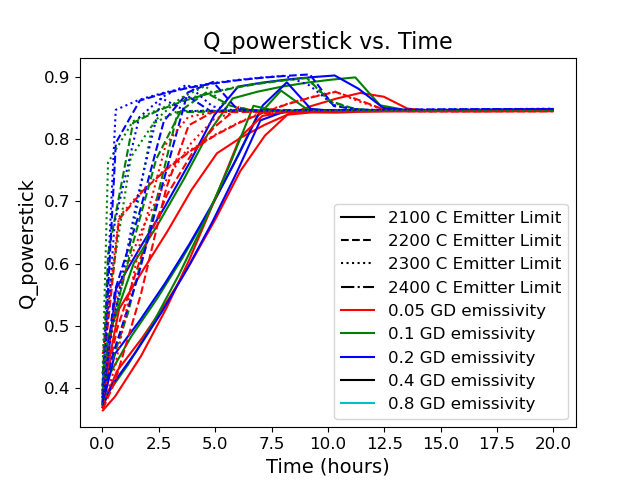 Q_powerstick vs. Time
0.9
0.8
0.7
0.6
0.5
0.4
Q_powerstick
2100 C Emitter Limit
2200 C Emitter Limit
2300 C Emitter Limit
2400 C Emitter Limit
0.05 GD emissivity
0.1 GD emissivity
0.2 GD emissivity
0.4 GD emissivity
0.8 GD emissivity
0.0 2.5 5.0 7.5 10.0 12.5 15.0 17.5 20.0
Time (hours)